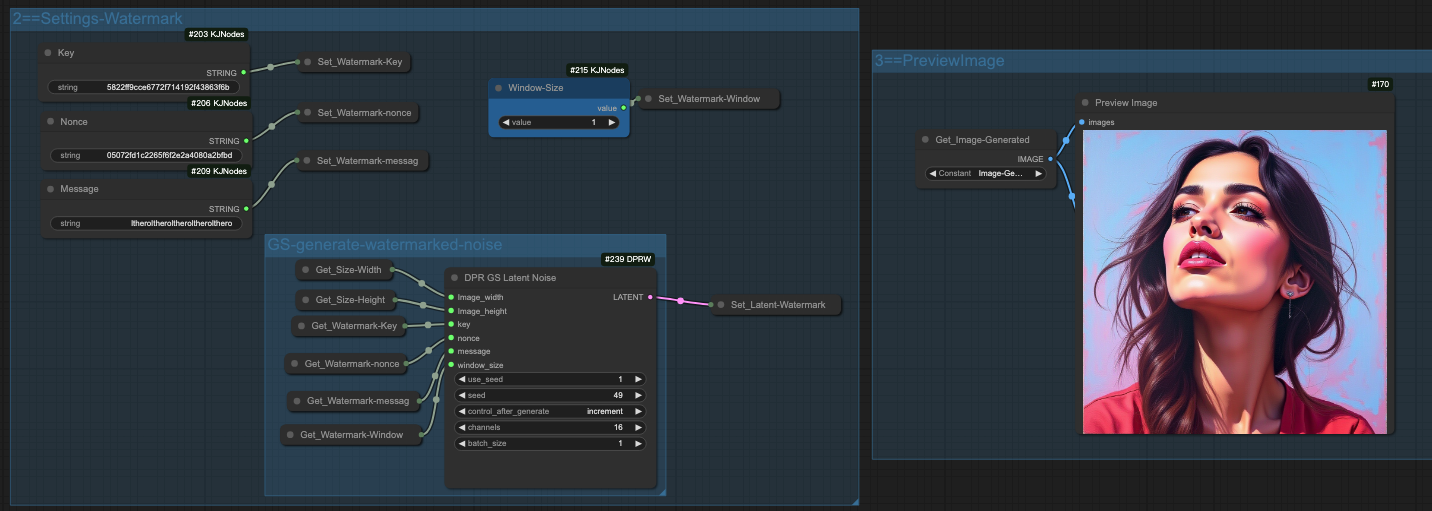 2==Settings-Watermark
#203 KJNodes
Key
STRING
string 5822ff9cce6772f714192f43863f6b
Set_Watermark-Key
#206 KJNodes
Nonce
STRING
string 05072fd1c2265f6f2e2a4080a2bfbd
Set_Watermark-nonce
#209 KJNodes
Message
STRING
string ltheroltheroltheroltherolthero
Set_Watermark-messag
#215 KJNodes
Window-Size
value
value 1
Set_Watermark-Window
GS-generate-watermarked-noise
Get_Size-Width
Get_Size-Height
Get_Watermark-Key
Get_Watermark-nonce
Get_Watermark-messag
Get_Watermark-Window
#239 DPRW
DPR GS Latent Noise
Image_width LATENT
Image_height
key
nonce
message
window_size
use_seed 1
seed 49
control_after_generate increment
channels 16
batch_size 1
Set_Latent-Watermark
3==PreviewImage
Get_Image-Generated
IMAGE
Constant Image-Ge...
#170
Preview Image
images